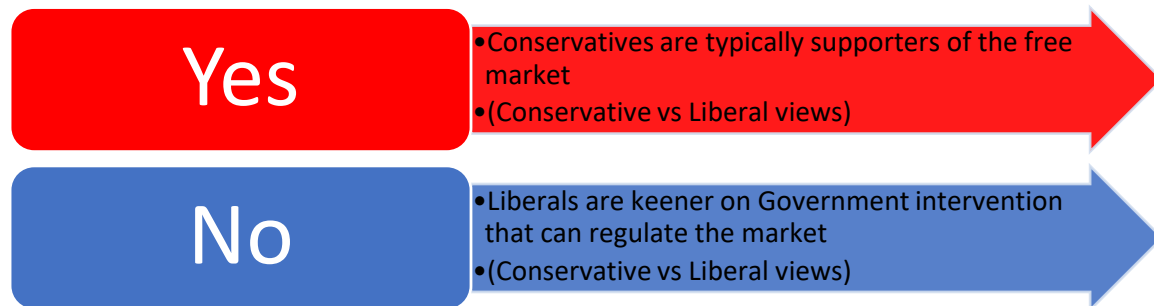 Yes
•Conservatives are typically supporters of the free
market
•(Conservative vs Liberal views)
No
•Liberals are keener on Government intervention
that can regulate the market
•(Conservative vs Liberal views)